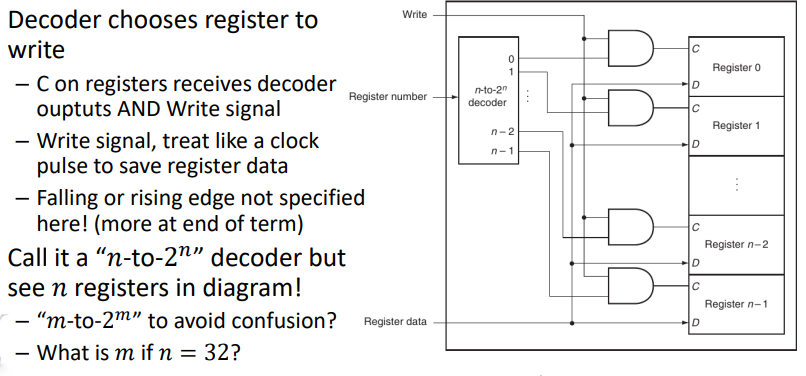 Decoder chooses register to
write
– C on registers receives decoder
ouptuts AND Write signal
– Write signal, treat like a clock
pulse to save register data
– Falling or rising edge not specified
here! (more at end of term)
Call it a “n-to-2ⁿ” decoder but
see n registers in diagram!
– “m-to-2ᵐ” to avoid confusion?
– What is m if n = 32?
Write
Register number
n-to-2ⁿ
decoder
0
1
⋮
n – 2
n – 1
C
Register 0
D
C
Register 1
D
⋮
C
Register n – 2
D
C
Register n – 1
D
Register data